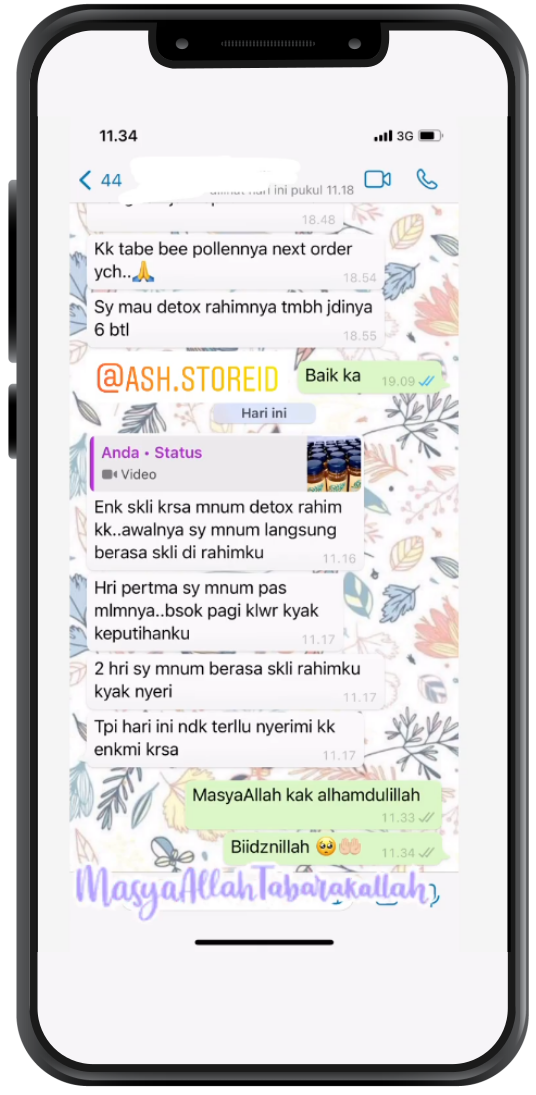 11.34
3G
44
hari ini pukul 11.18
18.48
Kk tabe bee pollennya next order
ych..🙏
18.54
Sy mau detox rahimnya tmbh jdinya
6 btl
18.55
@ASH.STOREID
Baik ka
19.09
Hari ini
Anda • Status
Video
Enk skli krsa mnum detox rahim
kk..awalnya sy mnum langsung
berasa skli di rahimku
11.16
Hri pertma sy mnum pas
mlmnya..bsok pagi klwr kyak
keputihanku
11.17
2 hri sy mnum berasa skli rahimku
kyak nyeri
11.17
Tpi hari ini ndk terllu nyerimi kk
enkmi krsa
11.17
MasyaAllah kak alhamdulillah
11.33
Biidznillah 🥺🤲🏻
11.34
MasyaAllahTabarakallah